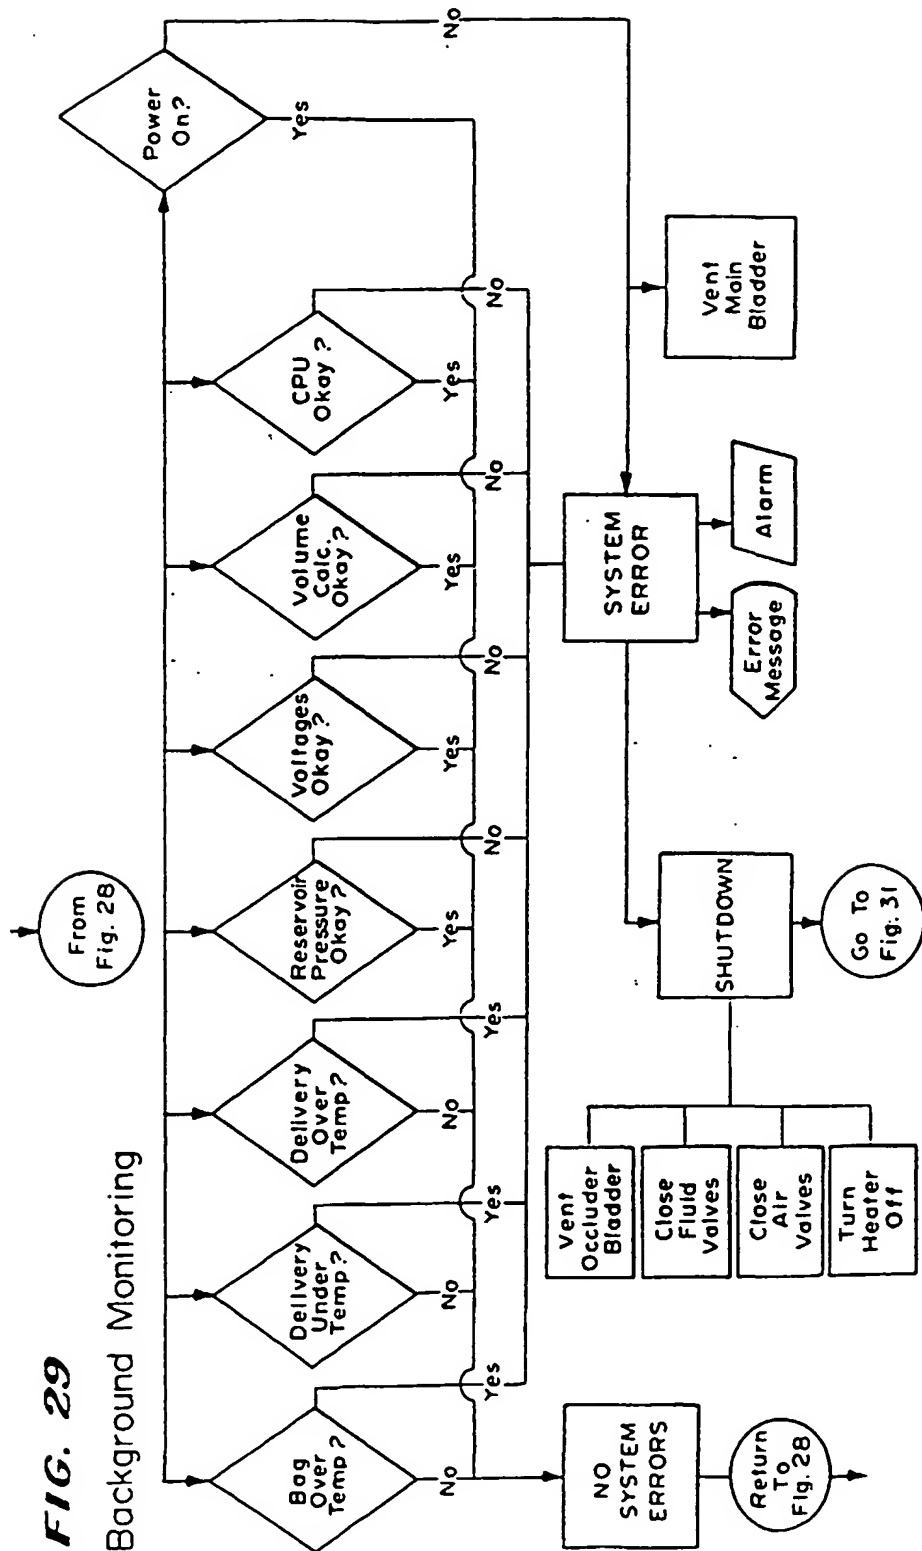 FIG. 29
Background Monitoring
From
Fig. 28
Bag
Over
Temp?
Yes
No
Delivery
Under
Temp?
Yes
No
Delivery
Over
Temp?
Yes
No
Reservoir
Pressure
Okay?
No
Yes
Voltages
Okay?
No
Yes
Volume
Calc.
Okay?
No
Yes
CPU
Okay?
No
Yes
Power
On?
No
Yes
NO
SYSTEM
ERRORS
Return
To
Fig. 28
SYSTEM
ERROR
Error
Message
Alarm
Vent
Main
Bladder
SHUTDOWN
Go To
Fig. 31
Vent
Occluder
Bladder
Close
Fluid
Valves
Close
Air
Valves
Turn
Heater
Off